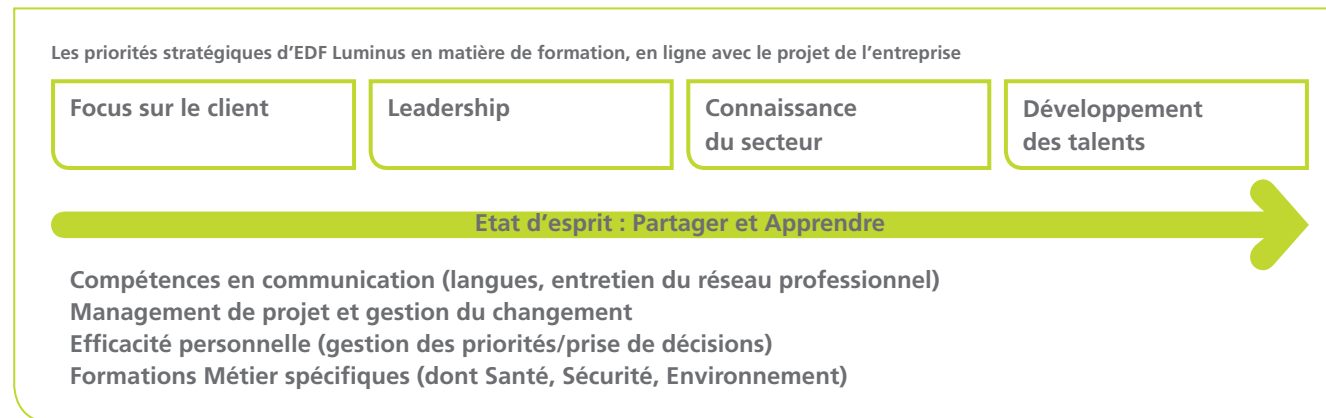 Les priorités stratégiques d’EDF Luminus en matière de formation, en ligne avec le projet de l’entreprise
Focus sur le client
Leadership
Connaissance
du secteur
Développement
des talents
Etat d’esprit : Partager et Apprendre
Compétences en communication (langues, entretien du réseau professionnel)
Management de projet et gestion du changement
Efficacité personnelle (gestion des priorités/prise de décisions)
Formations Métier spécifiques (dont Santé, Sécurité, Environnement)